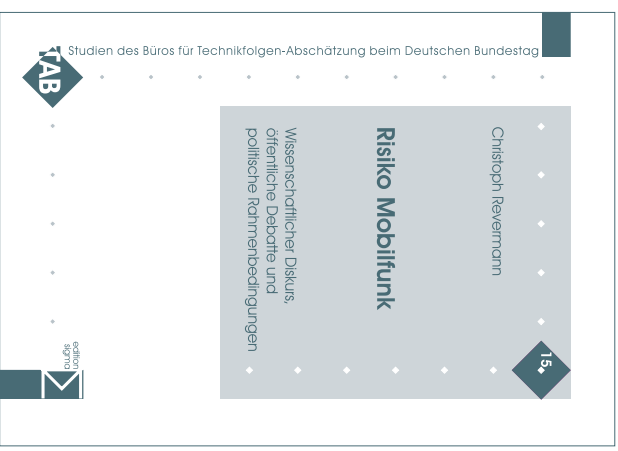 Studien des Büros für Technikfolgen-Abschätzung beim Deutschen Bundestag
TAB
15
Christoph Revermann
Risiko Mobilfunk
Wissenschaftlicher Diskurs,
öffentliche Debatte und
politische Rahmenbedingungen
edition
sigma